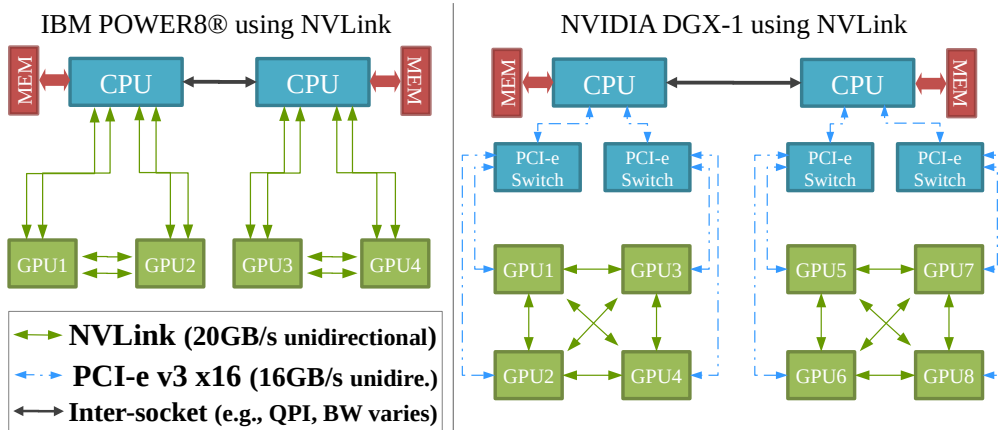 IBM POWER8® using NVLink
MEM
CPU
CPU
MEM
GPU1
GPU2
GPU3
GPU4
NVLink (20GB/s unidirectional)
PCI-e v3 x16 (16GB/s unidire.)
Inter-socket (e.g., QPI, BW varies)
NVIDIA DGX-1 using NVLink
MEM
CPU
CPU
MEM
PCI-e
Switch
PCI-e
Switch
PCI-e
Switch
PCI-e
Switch
GPU1
GPU3
GPU5
GPU7
GPU2
GPU4
GPU6
GPU8